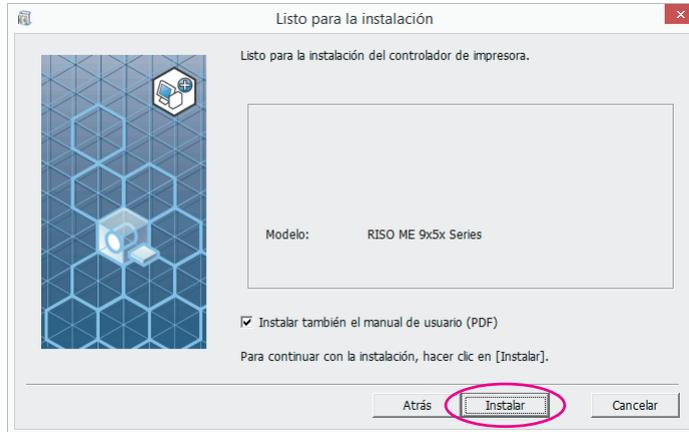 Listo para la instalación
Listo para la instalación del controlador de impresora.
Modelo: RISO ME 9x5x Series
Instalar también el manual de usuario (PDF)
Para continuar con la instalación, hacer clic en [Instalar].
Atrás Instalar Cancelar